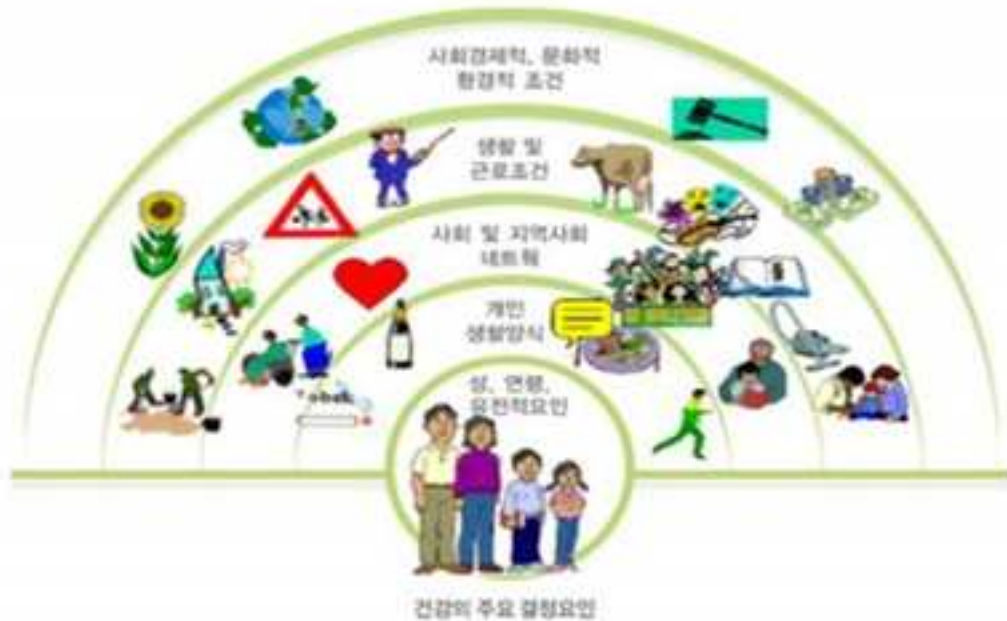 사회경제적, 문화적
환경적 조건
생활 및
근로조건
사회 및 지역사회
네트웍
개인
생활양식
성, 연령,
유전적요인
건강의 주요 결정요인